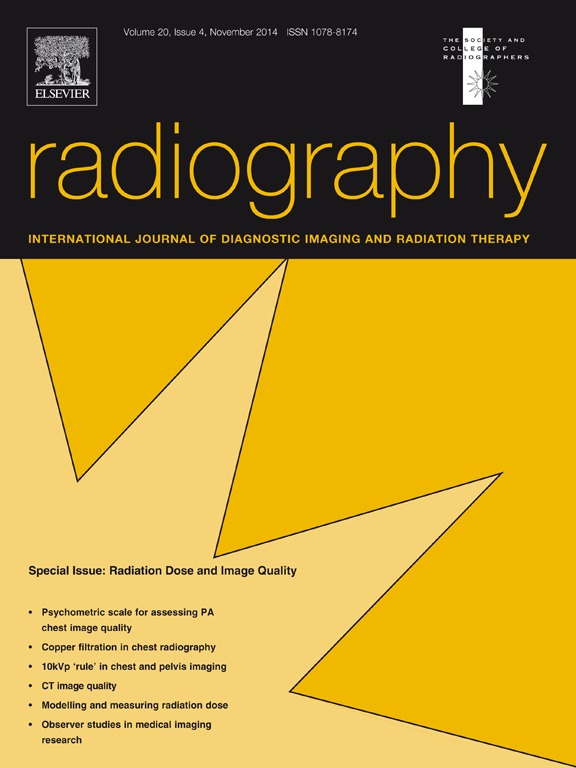 Volume 20, Issue 4, November 2014 ISSN 1078-8174
THE SOCIETY AND
COLLEGE OF
RADIOGRAPHERS
ELSEVIER
radiography
INTERNATIONAL JOURNAL OF DIAGNOSTIC IMAGING AND RADIATION THERAPY
Special Issue: Radiation Dose and Image Quality
• Psychometric scale for assessing PA
chest image quality
• Copper filtration in chest radiography
• 10kVp ‘rule’ in chest and pelvis imaging
• CT image quality
• Modelling and measuring radiation dose
• Observer studies in medical imaging
research